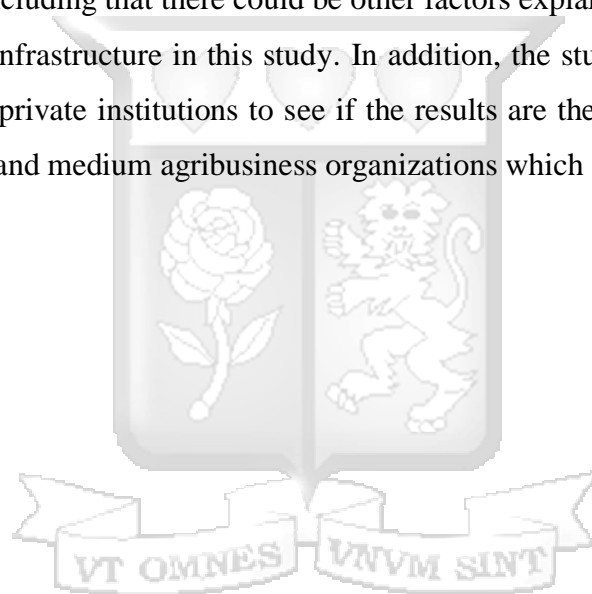 cluding that there could be other factors explai
nfrastructure in this study. In addition, the stu
private institutions to see if the results are the
and medium agribusiness organizations which
VT OMNES VNVM SINT